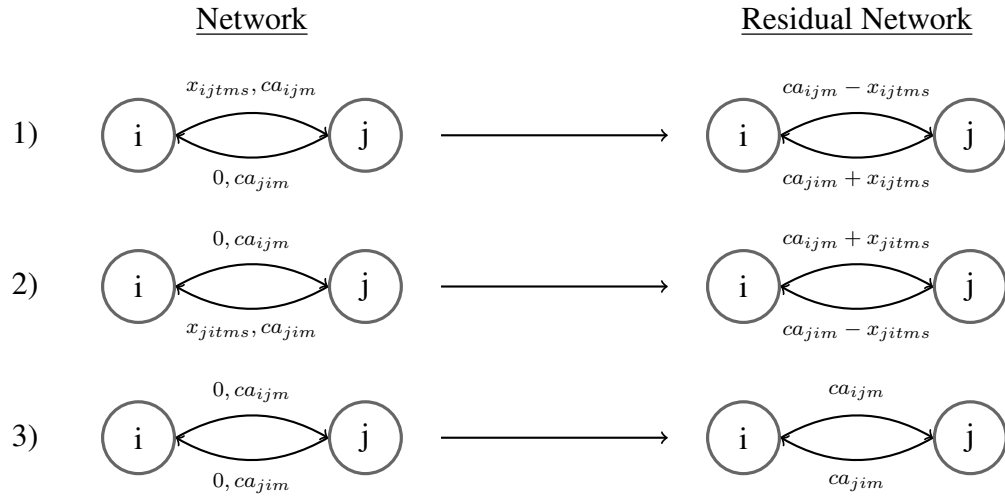 Network Residual Network
x_{ijtms}, ca_{ijm} ca_{ijm} − x_{ijtms}
1) i j i j
0, ca_{jim} ca_{jim} + x_{ijtms}
0, ca_{ijm} ca_{ijm} + x_{jitms}
2) i j i j
x_{jitms}, ca_{jim} ca_{jim} − x_{jitms}
0, ca_{ijm} ca_{ijm}
3) i j i j
0, ca_{jim} ca_{jim}